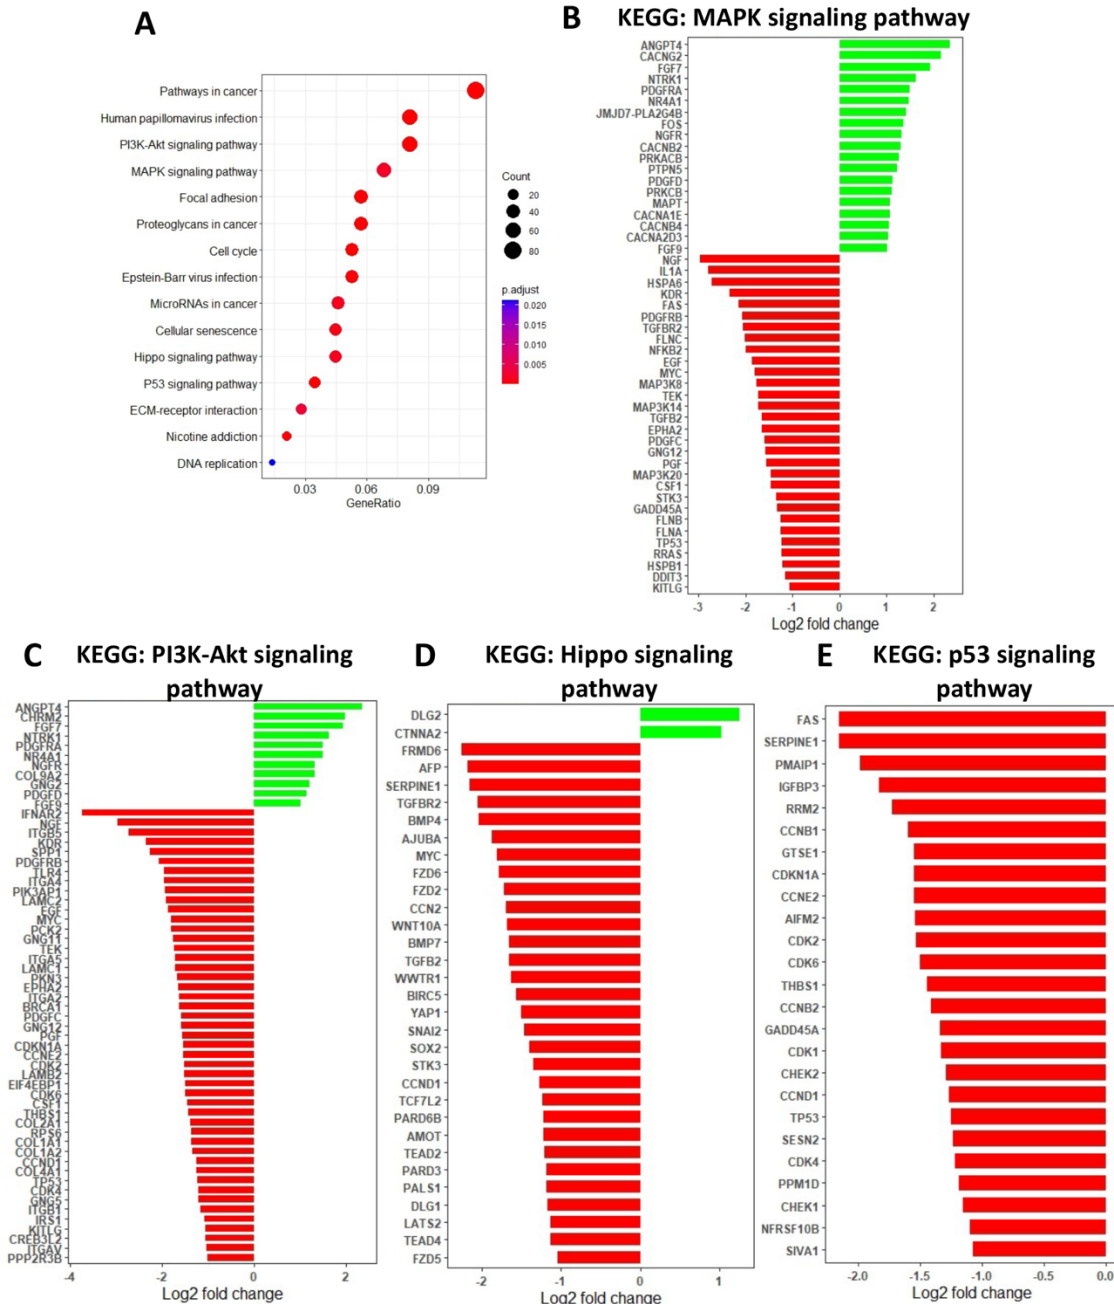 A
Pathways in cancer
Human papillomavirus infection
PI3K-Akt signaling pathway
MAPK signaling pathway
Focal adhesion
Proteoglycans in cancer
Cell cycle
Epstein-Barr virus infection
MicroRNAs in cancer
Cellular senescence
Hippo signaling pathway
P53 signaling pathway
ECM-receptor interaction
Nicotine addiction
DNA replication
0.03 0.06 0.09
GeneRatio
Count
20
40
60
80
p.adjust
0.020
0.015
0.010
0.005
B KEGG: MAPK signaling pathway
ANGPT4
CACNG2
FGF7
NTRK1
PDGFRA
NR4A1
JMJD7-PLA2G4B
FOS
NGFR
CACNB2
PRKACB
PTPN5
PDGFD
PRKCB
MAPT
CACNA1E
CACNB4
CACNA2D3
FGF9
NGF
IL1A
HSPA6
KDR
FAS
PDGFRB
TGFBR2
FLNC
NFKB2
EGF
MYC
MAP3K8
TEK
MAP3K14
TGFB2
EPHA2
PDGFC
GNG12
PGF
MAP3K20
CSF1
STK3
GADD45A
FLNB
FLNA
TP53
RRAS
HSPB1
DDIT3
KITLG
-3 -2 -1 0 1 2
Log2 fold change
C KEGG: PI3K-Akt signaling
pathway
ANGPT4
CHRM2
FGF7
NTRK1
PDGFRA
NR4A1
NGFR
COL9A2
GNG2
PDGFD
FGF9
IFNAR2
NGF
ITGB5
KDR
SPP1
PDGFRB
TLR4
ITGA4
PIK3AP1
LAMC2
EGF
MYC
PCK2
GNG11
TEK
ITGA5
LAMC1
PKN3
EPHA2
ITGA2
BRCA1
PDGFC
GNG12
PGF
CDKN1A
CCNE2
CDK2
LAMB2
EIF4EBP1
CDK6
CSF1
THBS1
COL2A1
RPS6
COL1A1
COL1A2
CCND1
COL4A1
TP53
CDK4
GNG5
ITGB1
IRS1
KITLG
CREB3L2
ITGAV
PPP2R3B
-4 -2 0 2
Log2 fold change
D KEGG: Hippo signaling
pathway
DLG2
CTNNA2
FRMD6
AFP
SERPINE1
TGFBR2
BMP4
AJUBA
MYC
FZD6
FZD2
CCN2
WNT10A
BMP7
TGFB2
WWTR1
BIRC5
YAP1
SNAI2
SOX2
STK3
CCND1
TCF7L2
PARD6B
AMOT
TEAD2
PARD3
PALS1
DLG1
LATS2
TEAD4
FZD5
-2 -1 0 1
Log2 fold change
E KEGG: p53 signaling
pathway
FAS
SERPINE1
PMAIP1
IGFBP3
RRM2
CCNB1
GTSE1
CDKN1A
CCNE2
AIFM2
CDK2
CDK6
THBS1
CCNB2
GADD45A
CDK1
CHEK2
CCND1
TP53
SESN2
CDK4
PPM1D
CHEK1
NFRSF10B
SIVA1
-2.0 -1.5 -1.0 -0.5 0.0
Log2 fold change